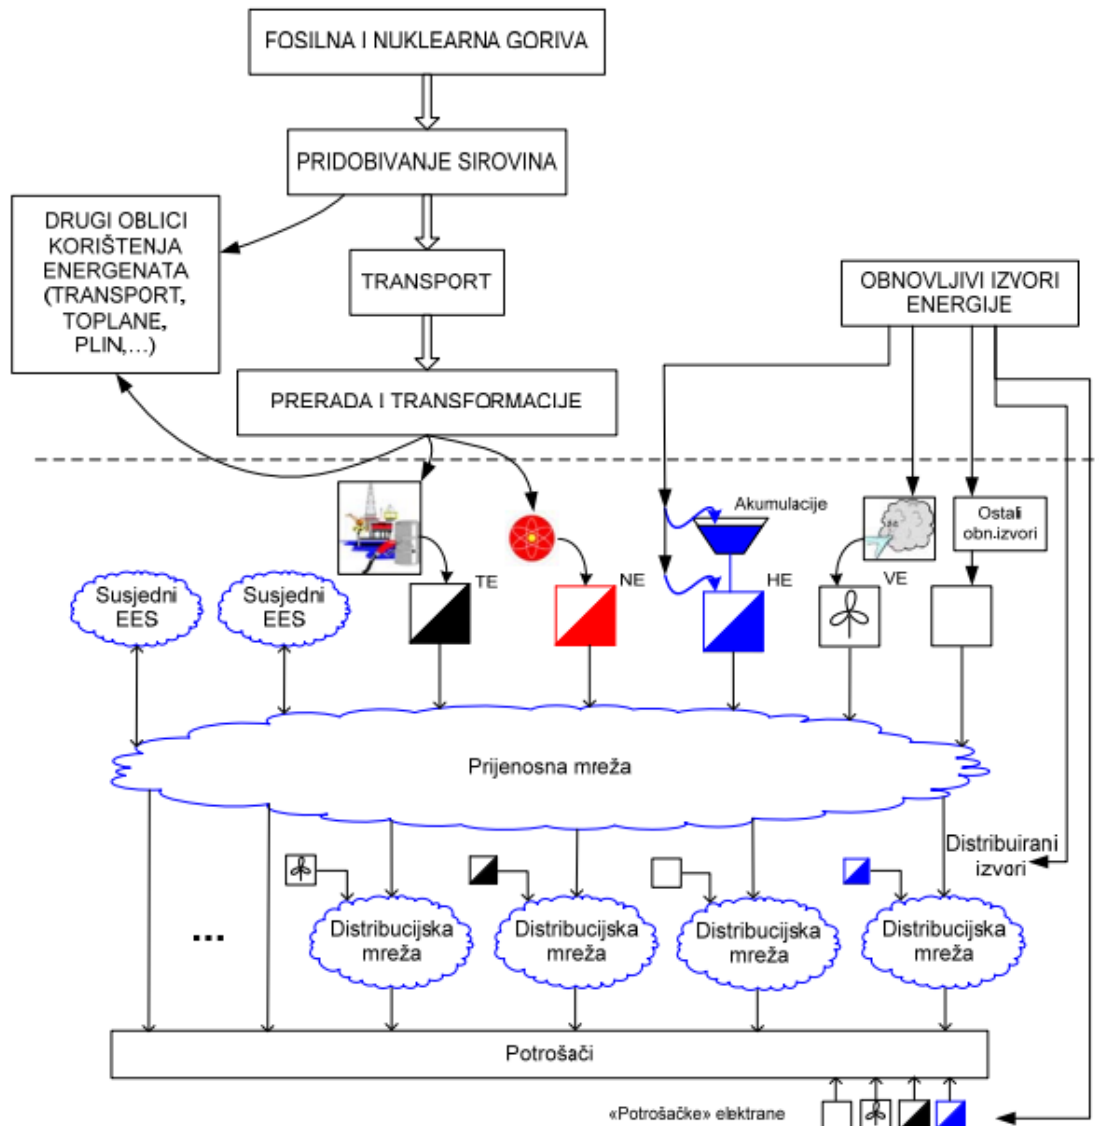 FOSILNA I NUKLEARNA GORIVA
PRIDOBIVANJE SIROVINA
DRUGI OBLICI
KORIŠTENJA
ENERGENATA
(TRANSPORT,
TOPLANE,
PLIN,...)
TRANSPORT
OBNOVLJIVI IZVORI
ENERGIJE
PRERADA I TRANSFORMACIJE
Akumulacije
Ostali
obn.izvori
Susjedni
EES
Susjedni
EES
TE
NE
HE
VE
Prijenosna mreža
Distribuirani
izvori
...
Distribucijska
mreža
Distribucijska
mreža
Distribucijska
mreža
Distribucijska
mreža
Potrošači
«Potrošačke» elektrane